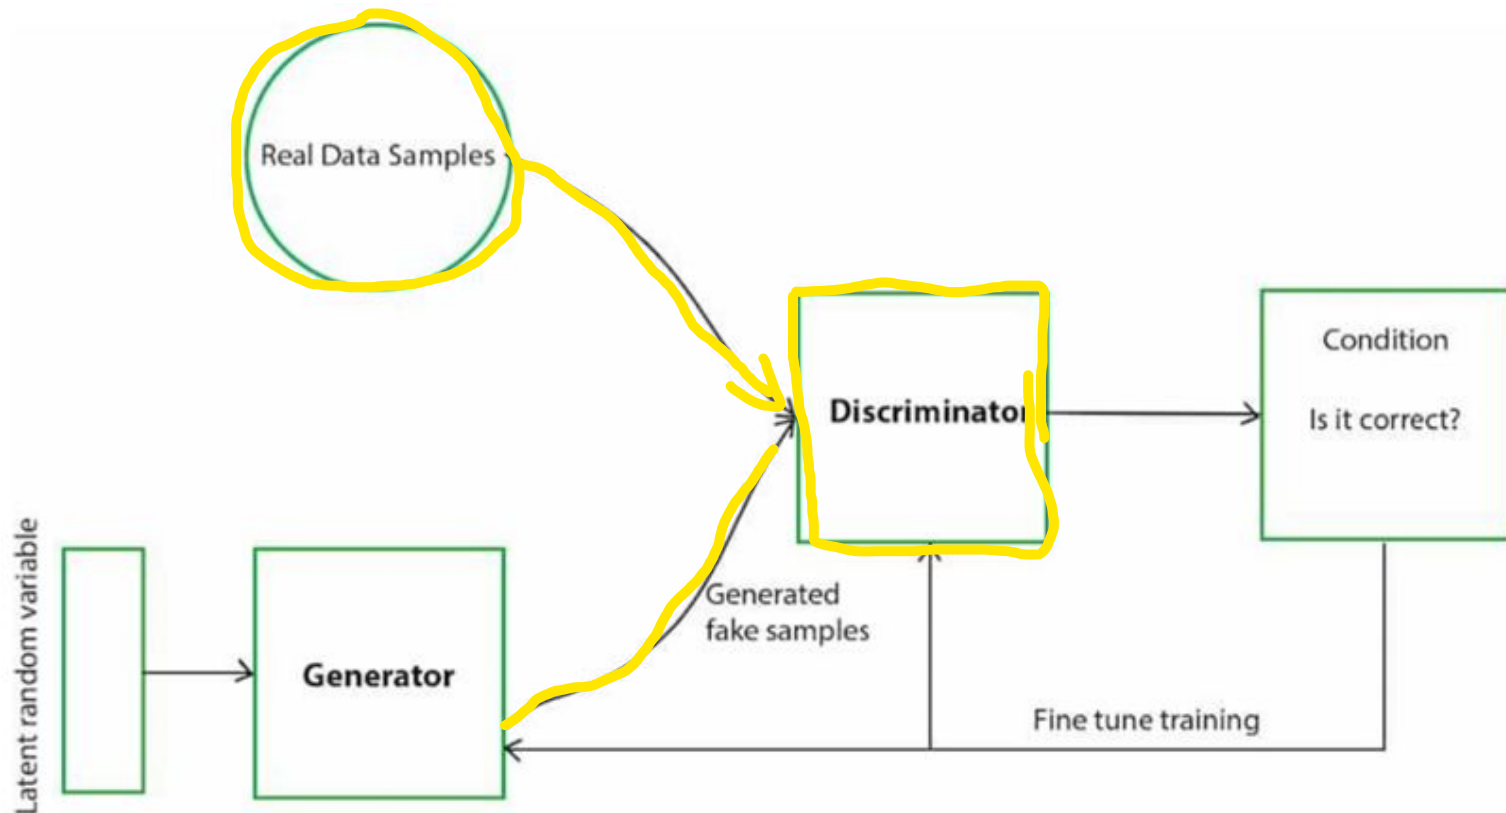 Real Data Samples
Discriminator
Condition
Is it correct?
Generated
fake samples
Latent random variable
Generator
Fine tune training